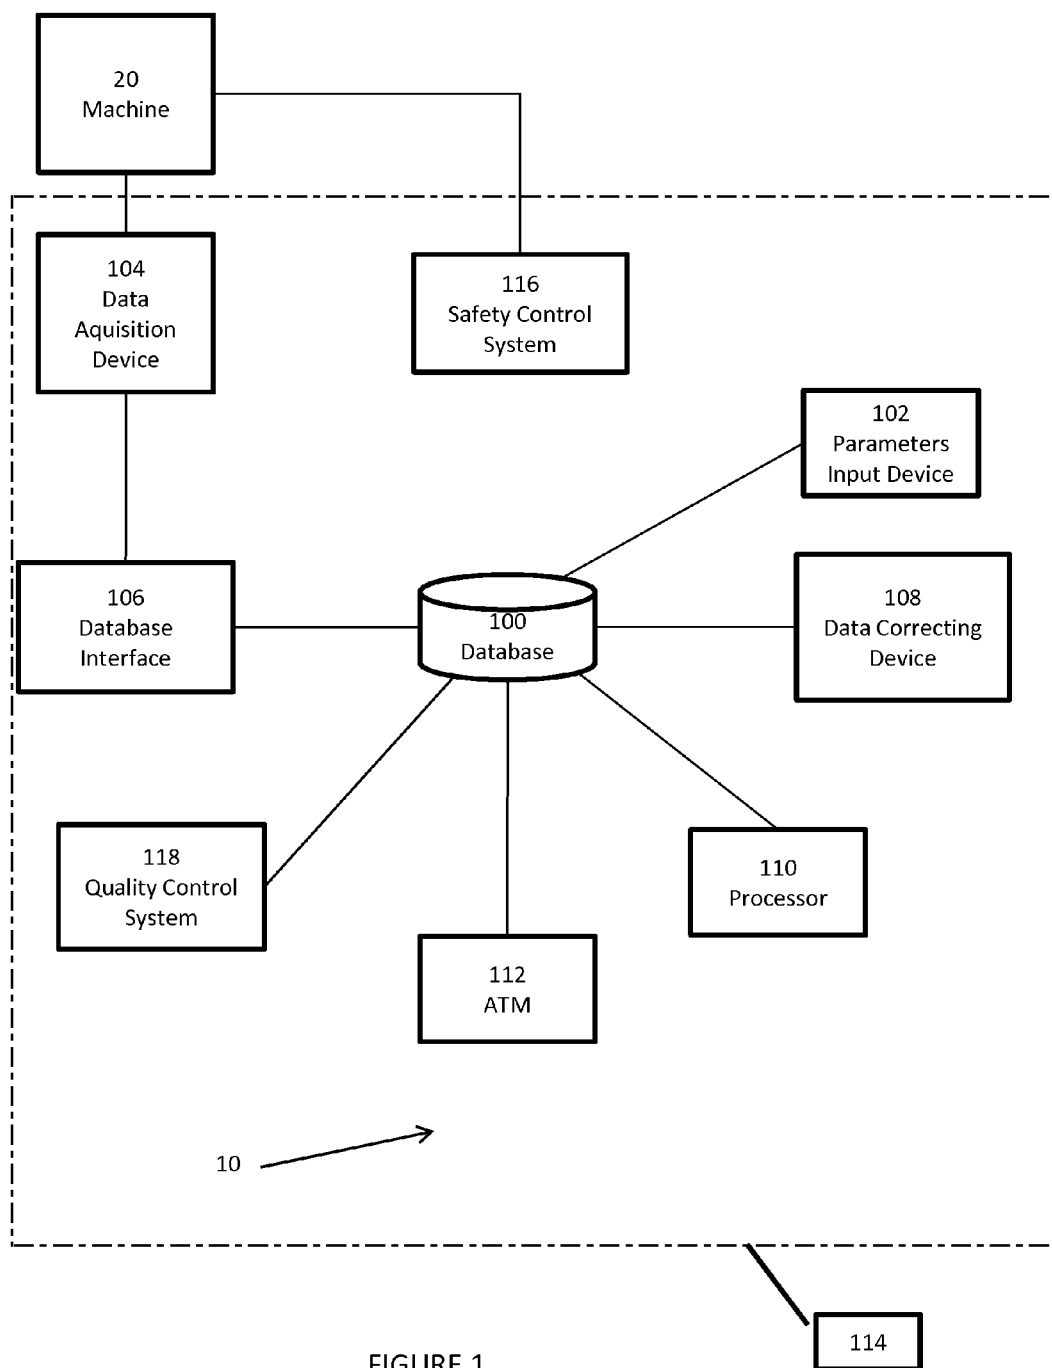 20
Machine
104
Data
Aquisition
Device
116
Safety Control
System
102
Parameters
Input Device
106
Database
Interface
100
Database
108
Data Correcting
Device
118
Quality Control
System
110
Processor
112
ATM
10
114
FIGURE 1